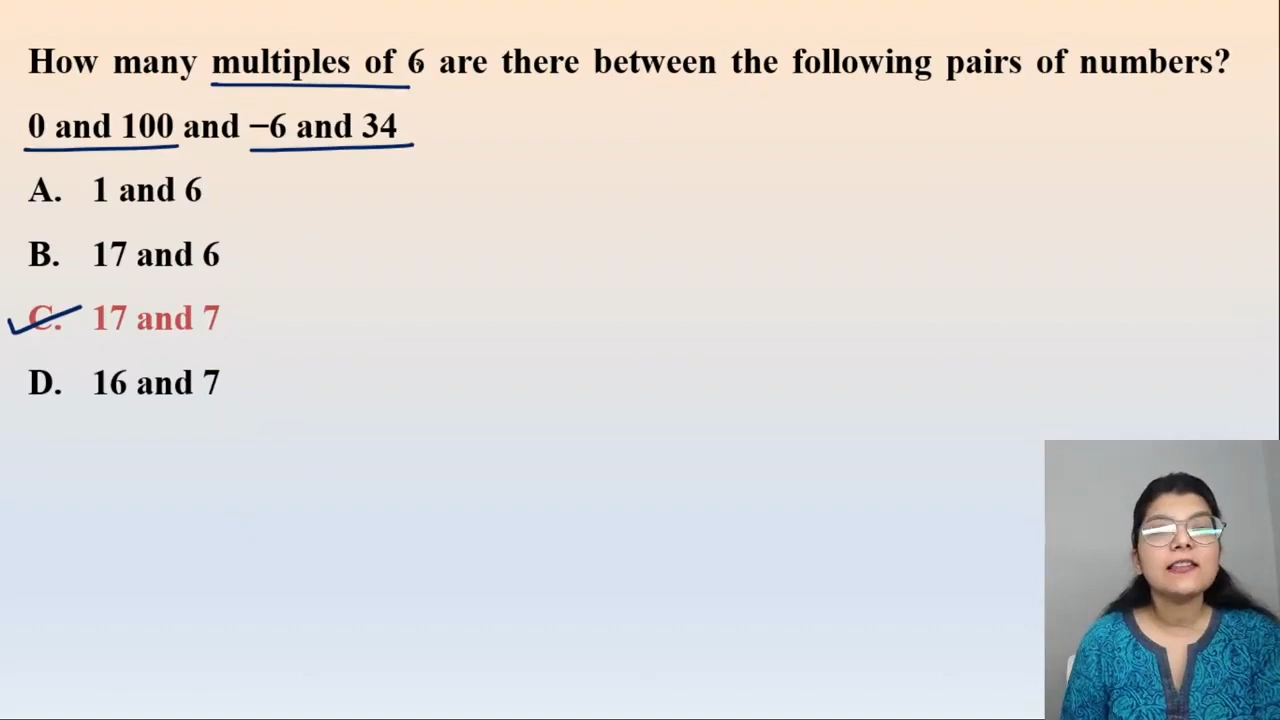 How many multiples of 6 are there between the following pairs of numbers?
0 and 100 and −6 and 34
A. 1 and 6
B. 17 and 6
C. 17 and 7
D. 16 and 7